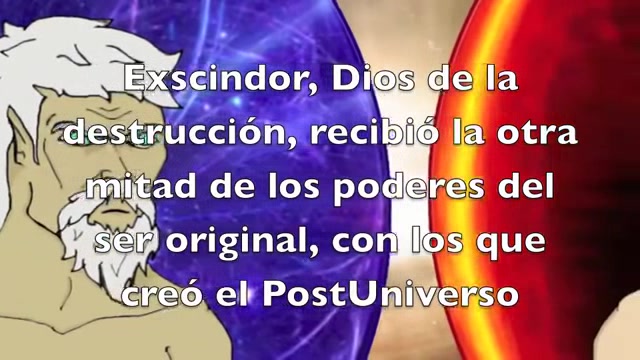 Exscindor, Dios de la
destrucción, recibió la otra
mitad de los poderes del
ser original, con los que
creó el PostUniverso